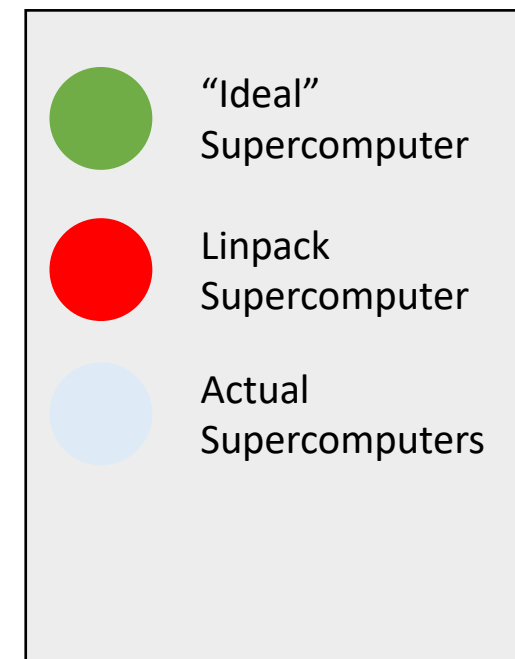 “Ideal”
Supercomputer
Linpack
Supercomputer
Actual
Supercomputers